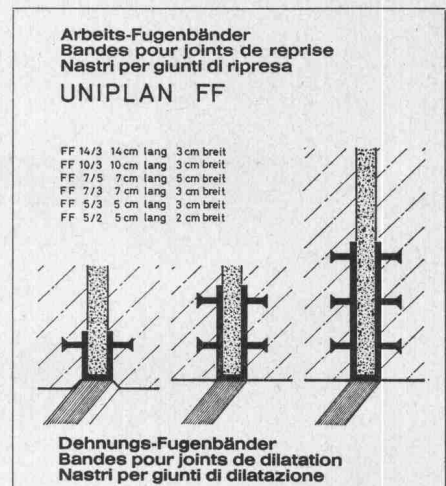 Arbeits-Fugenbänder
Bandes pour joints de reprise
Nastri per giunti di ripresa
UNIPLAN FF
FF 14/3 14 cm lang 3 cm breit
FF 10/3 10 cm lang 3 cm breit
FF 7/5 7 cm lang 5 cm breit
FF 7/3 7 cm lang 3 cm breit
FF 5/3 5 cm lang 3 cm breit
FF 5/2 5 cm lang 2 cm breit
Dehnungs-Fugenbänder
Bandes pour joints de dilatation
Nastri per giunti di dilatazione